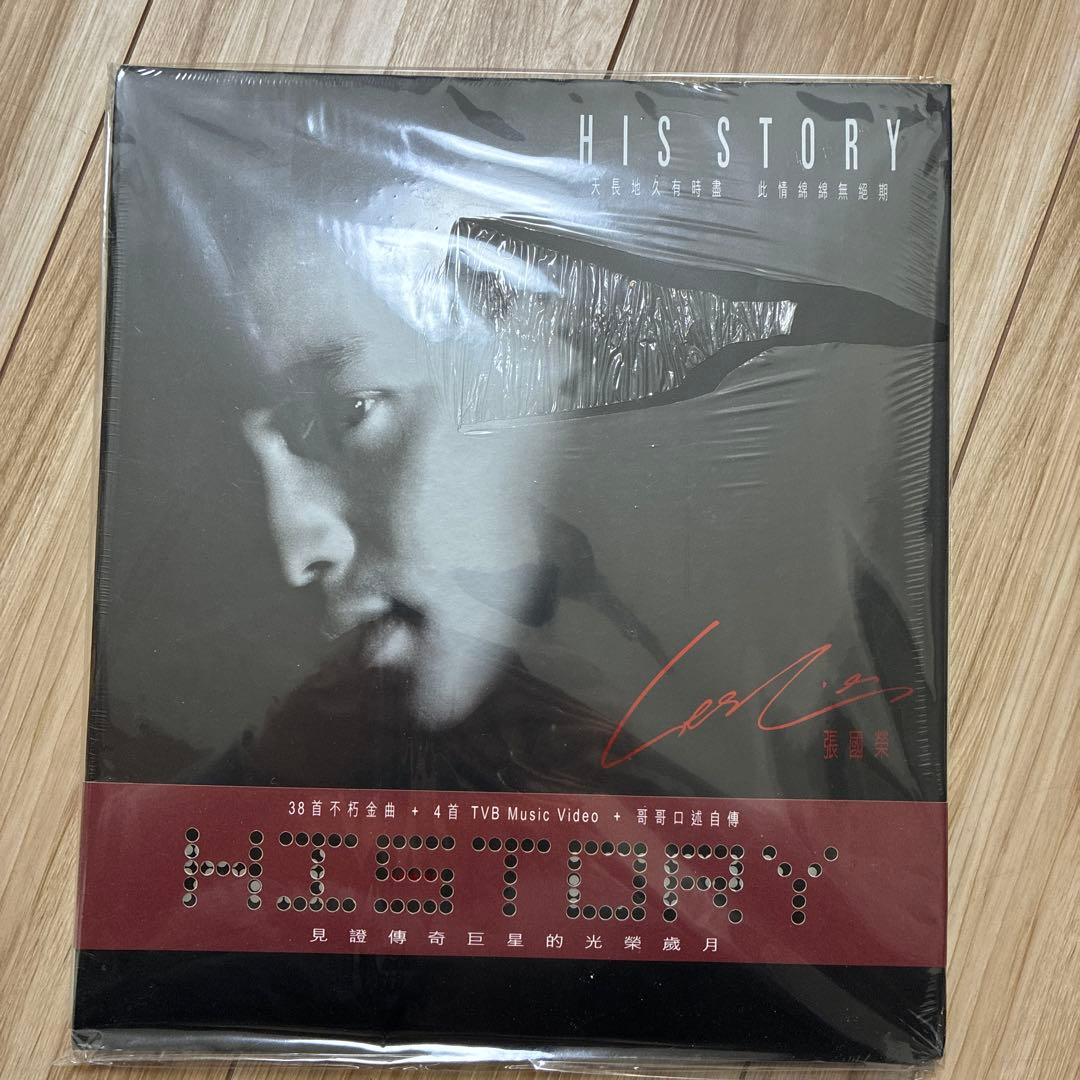 HIS STORY
天長地久有時盡 此情綿綿無絕期
Leslie
張國榮
38首不朽金曲 + 4首 TVB Music Video + 哥哥口述自傳
HISTORY
見證傳奇巨星的光榮歲月